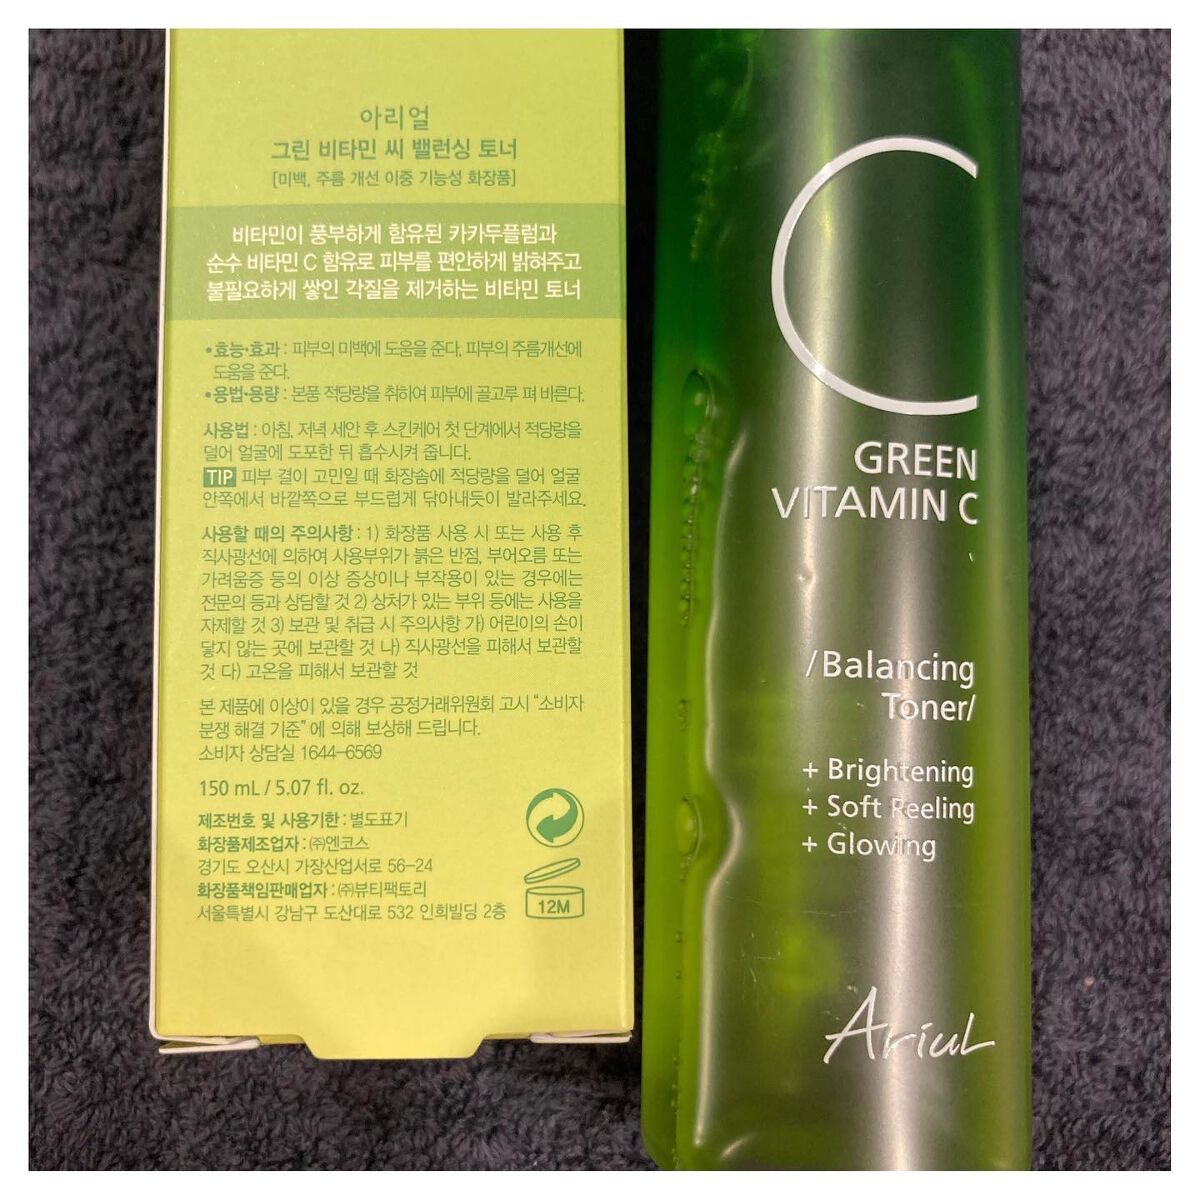 아리얼
그린 비타민 씨 밸런싱 토너
[미백, 주름 개선 이중 기능성 화장품]
비타민이 풍부하게 함유된 카카두플럼과
순수 비타민 C 함유로 피부를 편안하게 밝혀주고
불필요하게 쌓인 각질을 제거하는 비타민 토너
•효능•효과 : 피부의 미백에 도움을 준다. 피부의 주름개선에
도움을 준다.
•용법•용량 : 본품 적당량을 취하여 피부에 골고루 펴 바른다.
사용법 : 아침, 저녁 세안 후 스킨케어 첫 단계에서 적당량을
덜어 얼굴에 도포한 뒤 흡수시켜 줍니다.
TIP 피부 결이 고민일 때 화장솜에 적당량을 덜어 얼굴
안쪽에서 바깥쪽으로 부드럽게 닦아내듯이 발라주세요.
사용할 때의 주의사항 : 1) 화장품 사용 시 또는 사용 후
직사광선에 의하여 사용부위가 붉은 반점, 부어오름 또는
가려움증 등의 이상 증상이나 부작용이 있는 경우에는
전문의 등과 상담할 것 2) 상처가 있는 부위 등에는 사용을
자제할 것 3) 보관 및 취급 시 주의사항 가) 어린이의 손이
닿지 않는 곳에 보관할 것 나) 직사광선을 피해서 보관할
것 다) 고온을 피해서 보관할 것
본 제품에 이상이 있을 경우 공정거래위원회 고시 "소비자
분쟁 해결 기준"에 의해 보상해 드립니다.
소비자 상담실 1644-6569
150 mL / 5.07 fl. oz.
제조번호 및 사용기한 : 별도표기
화장품제조업자 : ㈜엔코스
경기도 오산시 가장산업서로 56-24
화장품책임판매업자 : ㈜뷰티팩토리
서울특별시 강남구 도산대로 532 인희빌딩 2층
12M
C
GREEN
VITAMIN C
/Balancing
Toner/
+ Brightening
+ Soft Peeling
+ Glowing
Ariul